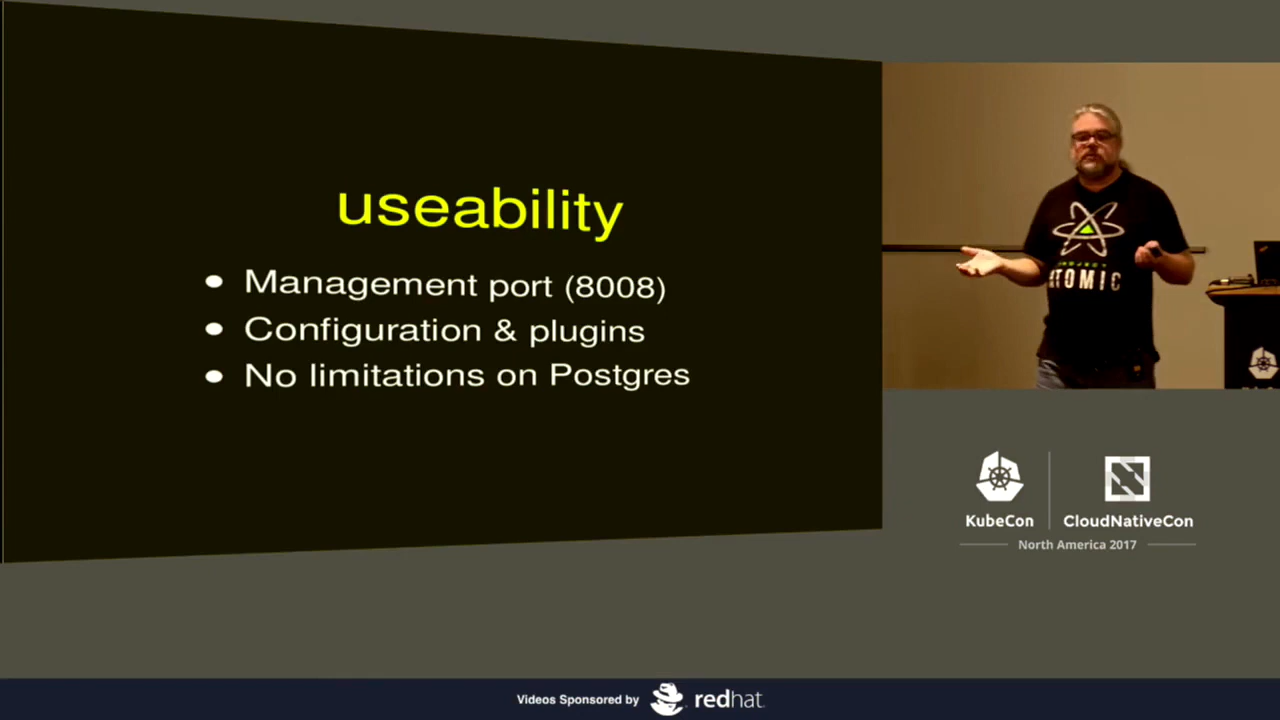 useability
Management port (8008)
Configuration & plugins
No limitations on Postgres
PROJECT
ATOMIC
KubeCon
CloudNativeCon
North America 2017
Videos Sponsored by
redhat.